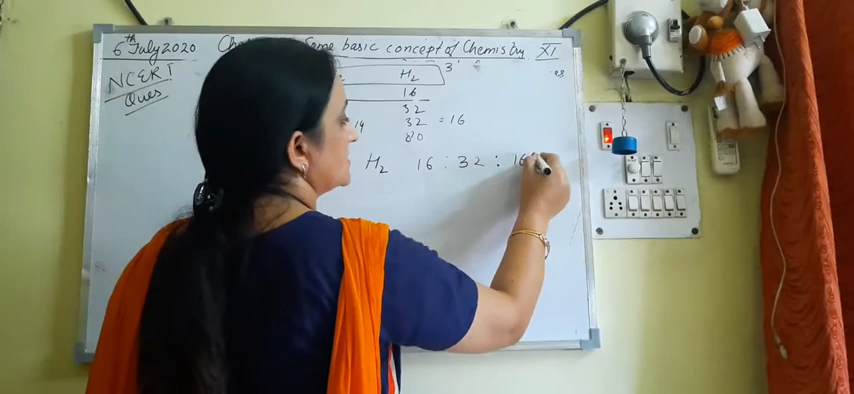 6th July 2020 Some basic concept of Chemistry XI
NCERT
Ques
H2 3
16
32
14 32 = 16
80
H2 16 : 32 : 16